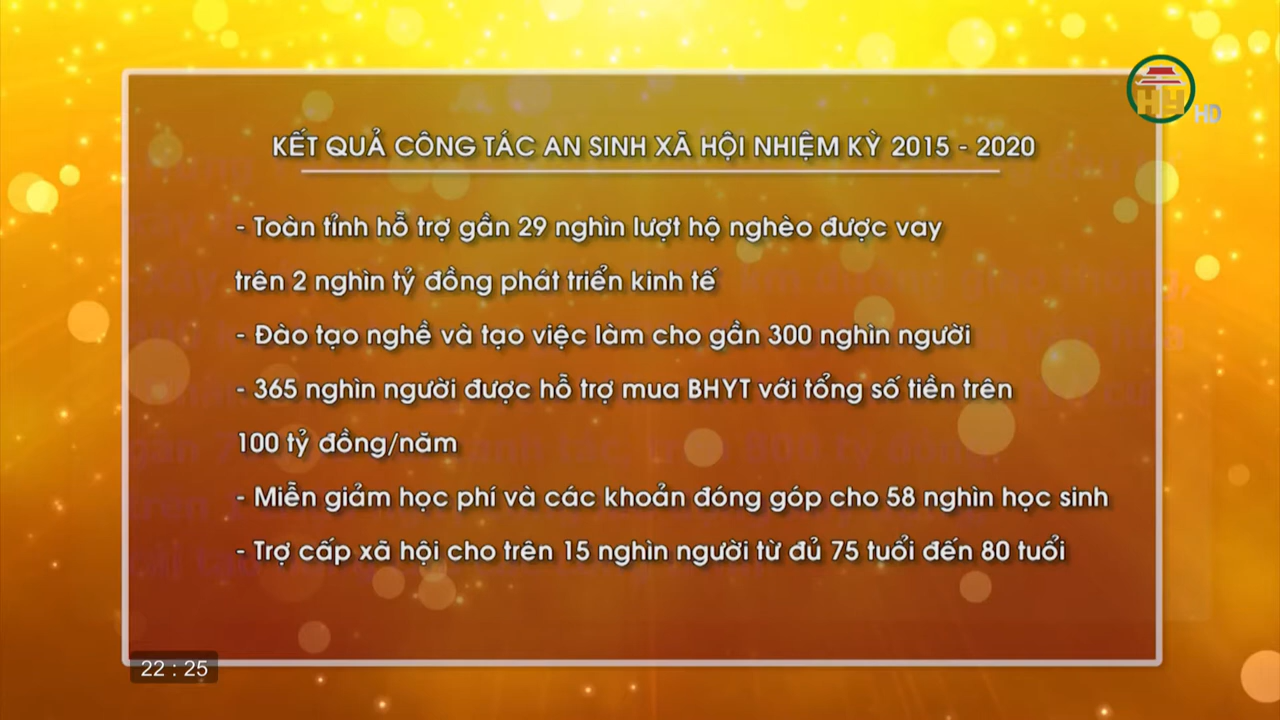 HY HD
KẾT QUẢ CÔNG TÁC AN SINH XÃ HỘI NHIỆM KỲ 2015 - 2020
- Toàn tỉnh hỗ trợ gần 29 nghìn lượt hộ nghèo được vay
trên 2 nghìn tỷ đồng phát triển kinh tế
- Đào tạo nghề và tạo việc làm cho gần 300 nghìn người
- 365 nghìn người được hỗ trợ mua BHYT với tổng số tiền trên
100 tỷ đồng/năm
- Miễn giảm học phí và các khoản đóng góp cho 58 nghìn học sinh
- Trợ cấp xã hội cho trên 15 nghìn người từ đủ 75 tuổi đến 80 tuổi
22 : 25